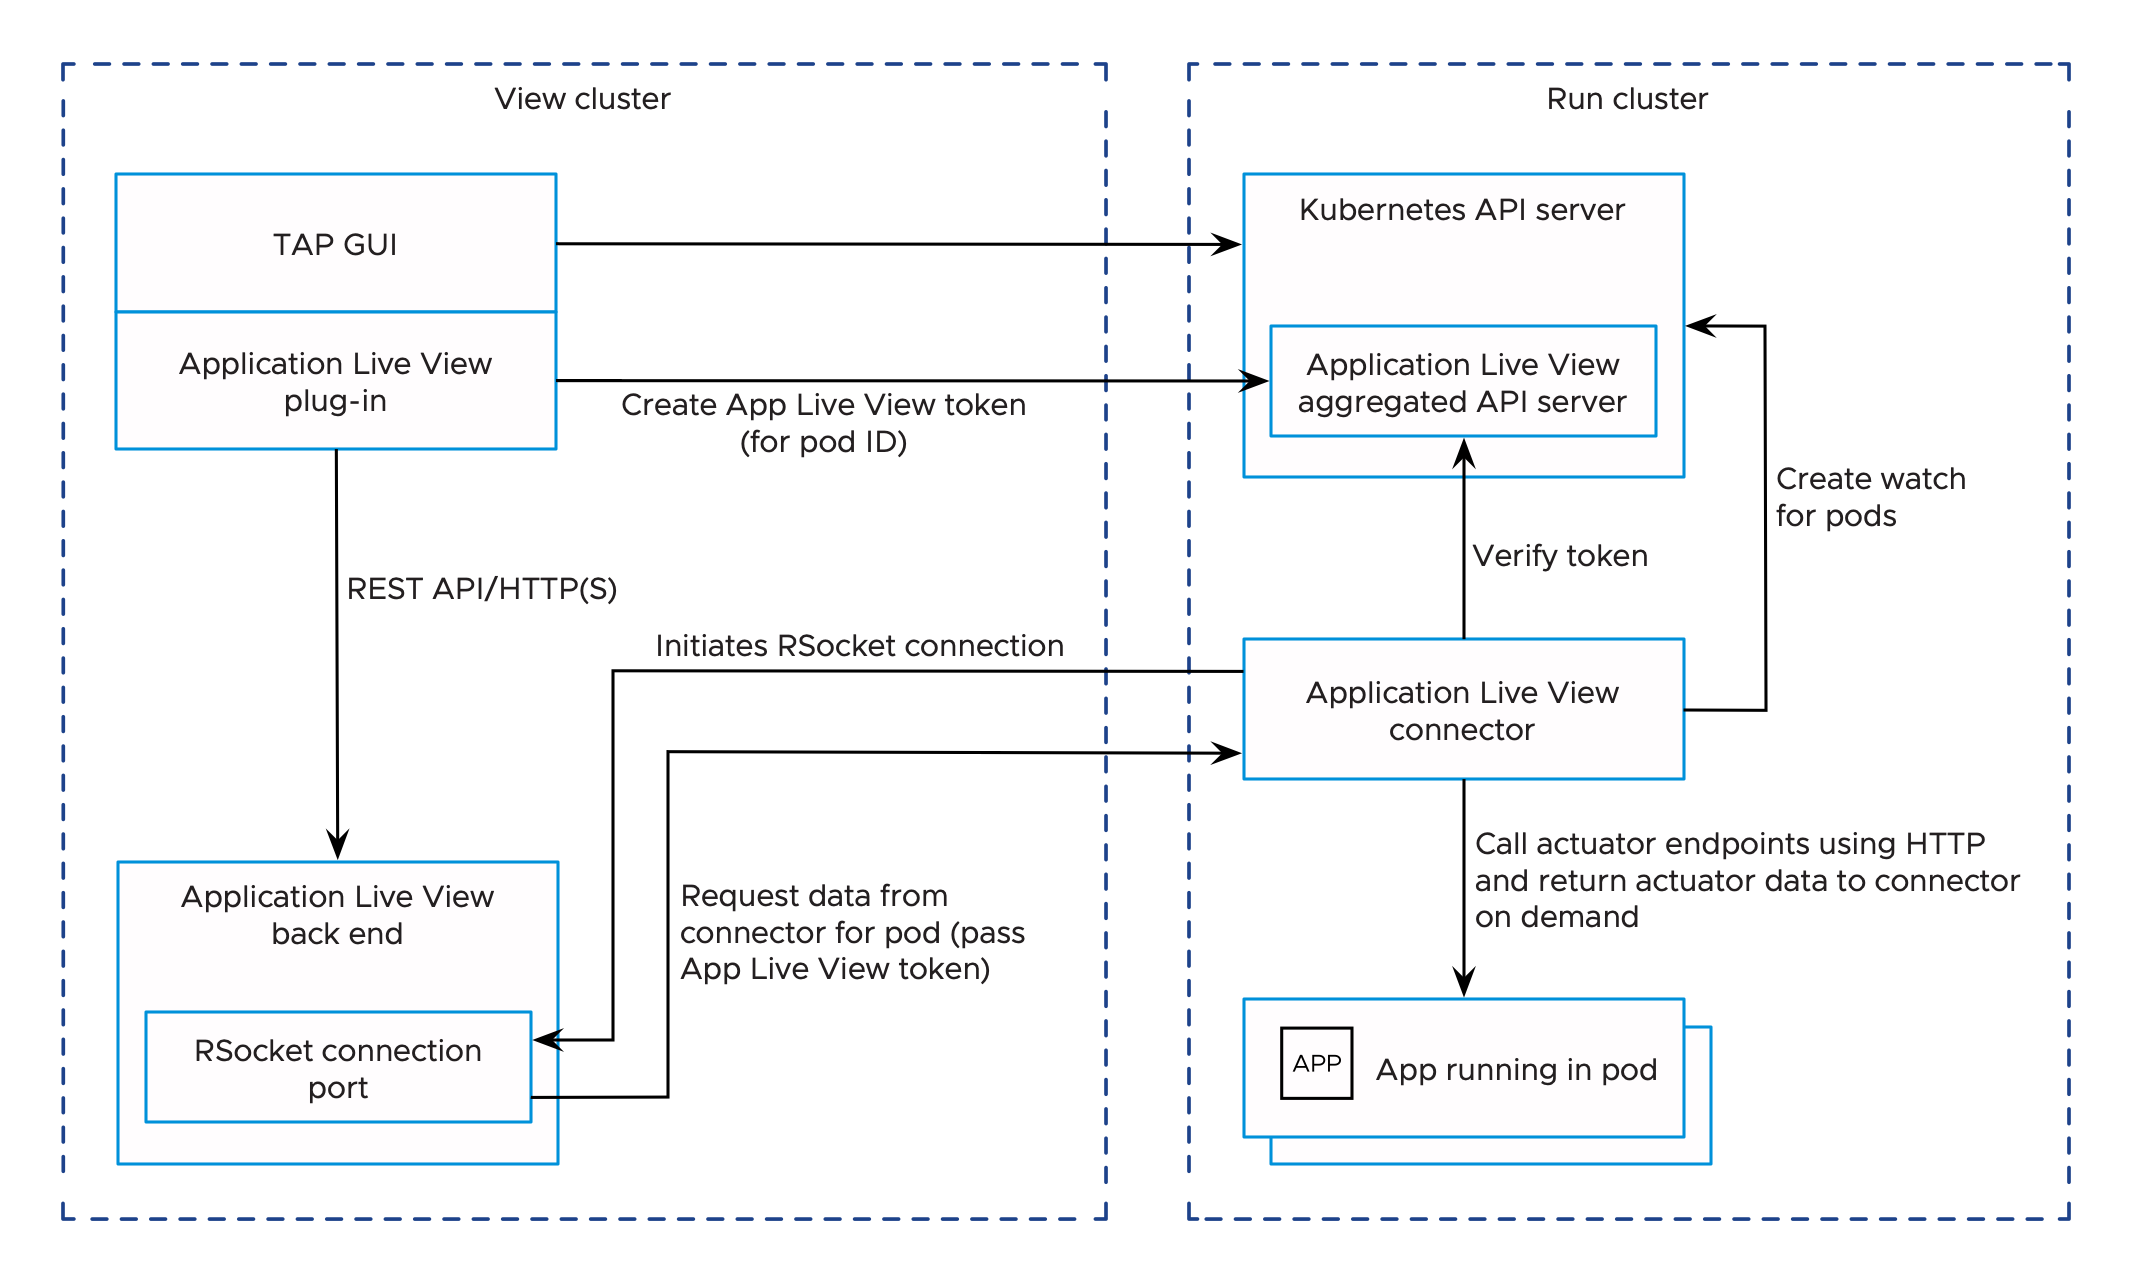 View cluster
Run cluster
TAP GUI
Kubernetes API server
Application Live View
plug-in
Create App Live View token
(for pod ID)
Application Live View
aggregated API server
Create watch
for pods
Verify token
REST API/HTTP(S)
Initiates RSocket connection
Application Live View
connector
Call actuator endpoints using HTTP
and return actuator data to connector
on demand
Application Live View
back end
Request data from
connector for pod (pass
App Live View token)
RSocket connection
port
APP
App running in pod